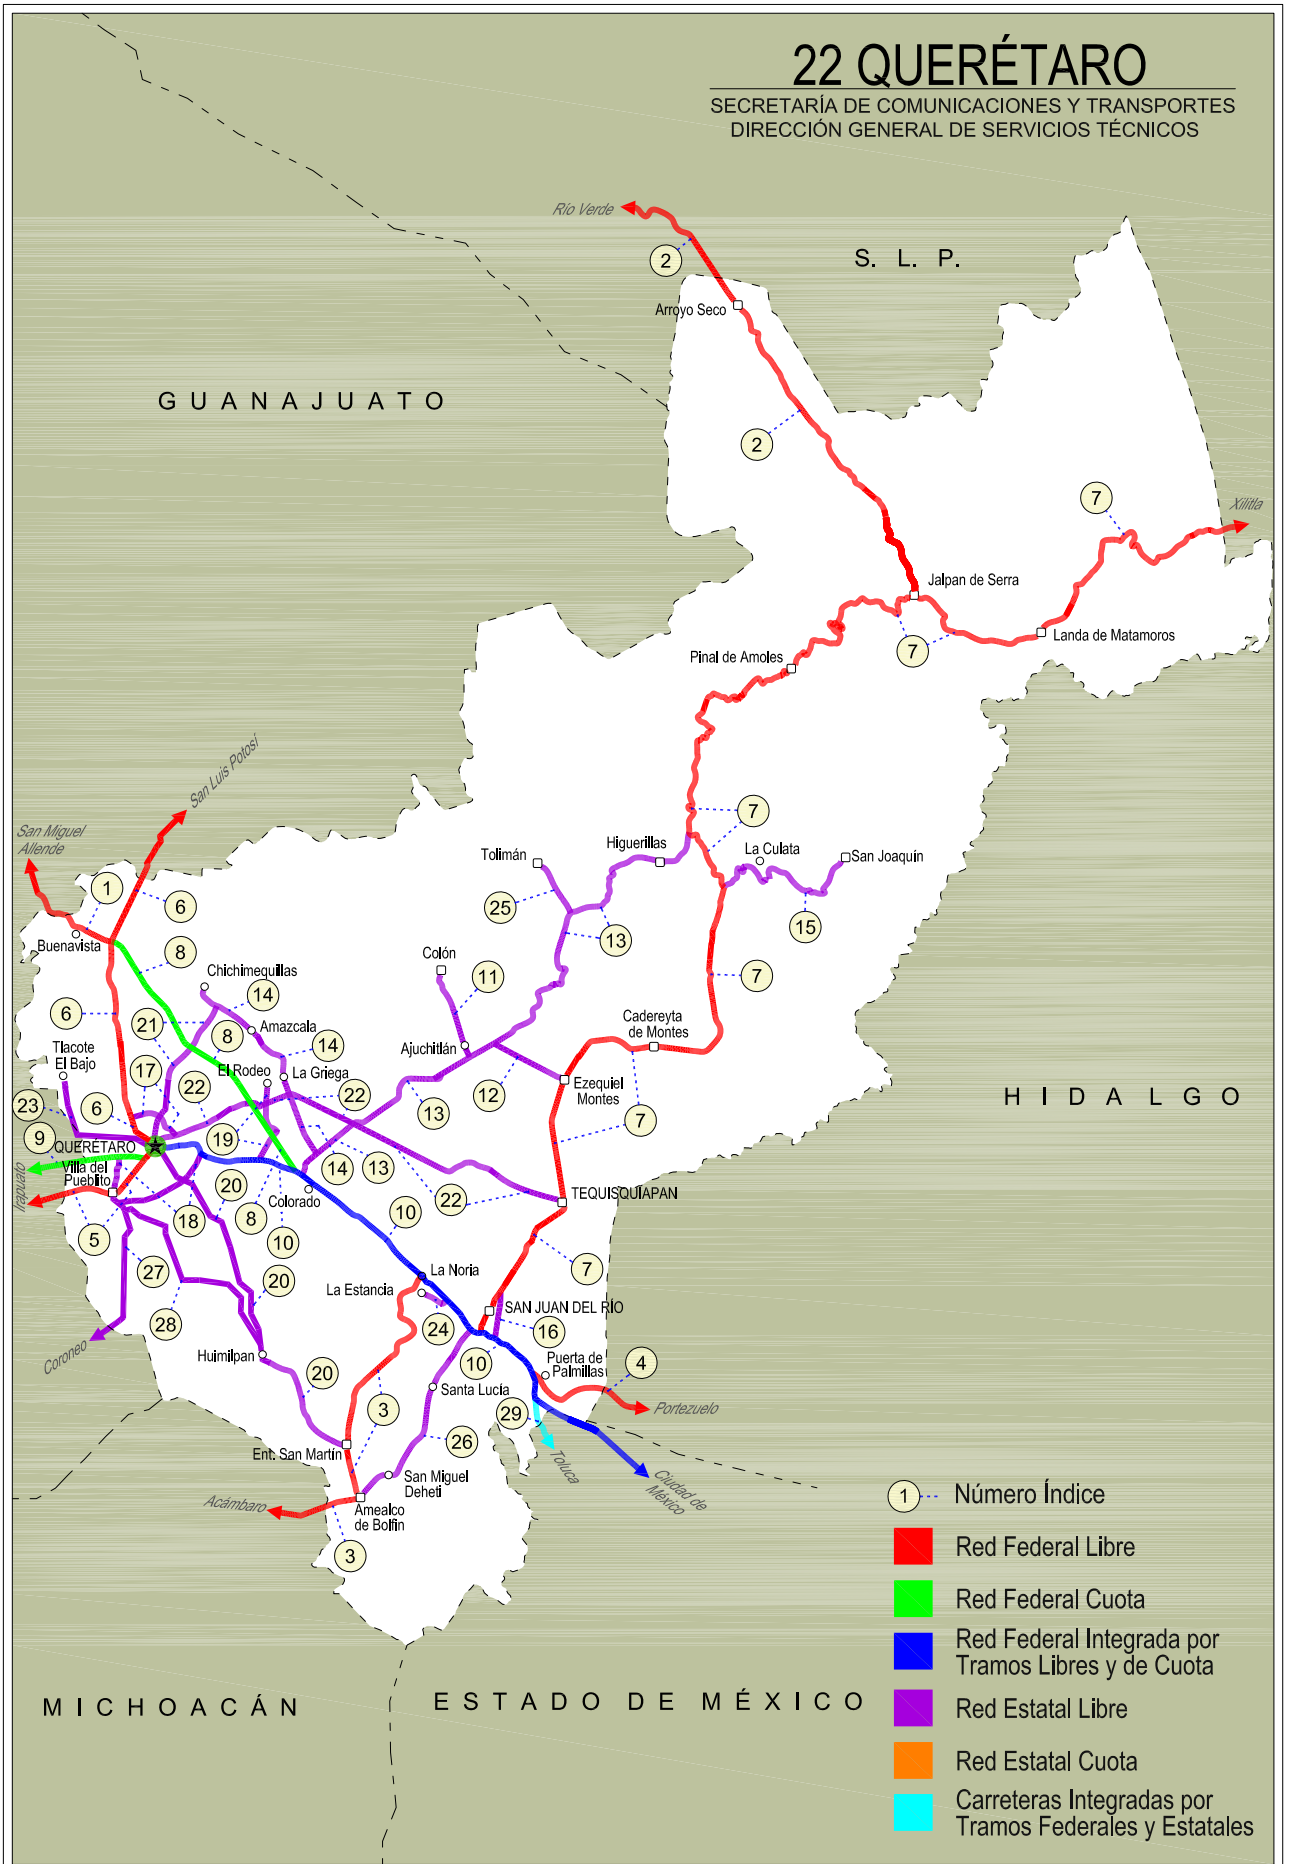 22 QUERÉTARO
SECRETARÍA DE COMUNICACIONES Y TRANSPORTES
DIRECCIÓN GENERAL DE SERVICIOS TÉCNICOS
Río Verde
2
S. L. P.
Arroyo Seco
GUANAJUATO
2
7
Xilitla
Jalpan de Serra
Landa de Matamoros
7
Pinal de Amoles
San Luis Potosí
San Miguel
Allende
7
Higuerillas
La Culata
San Joaquín
Tolimán
1
6
25
15
13
Buenavista
8
Colón
11
7
Chichimequillas
14
6
21
8
Amazcala
Cadereyta
de Montes
Tlacote
El Bajo
14
Ajuchitlán
17
El Rodeo
La Griega
22
22
13
12
Ezequiel
Montes
HIDALGO
23
6
7
9
QUERÉTARO
19
14
13
Villa del
Pueblito
Irapuato
Colorado
22
TEQUISQUIAPAN
5
18
20
8
10
10
27
20
La Noria
7
La Estancia
SAN JUAN DEL RÍO
28
24
16
Coroneo
Huimilpan
10
Puerta de
Palmillas
4
20
Santa Lucía
Portezuelo
3
29
Ent. San Martín
26
Toluca
San Miguel
Deheti
Ciudad de
México
Acámbaro
Amealco
de Bolfin
3
1
Número Índice
Red Federal Libre
Red Federal Cuota
Red Federal Integrada por
Tramos Libres y de Cuota
MICHOACÁN
ESTADO DE MÉXICO
Red Estatal Libre
Red Estatal Cuota
Carreteras Integradas por
Tramos Federales y Estatales